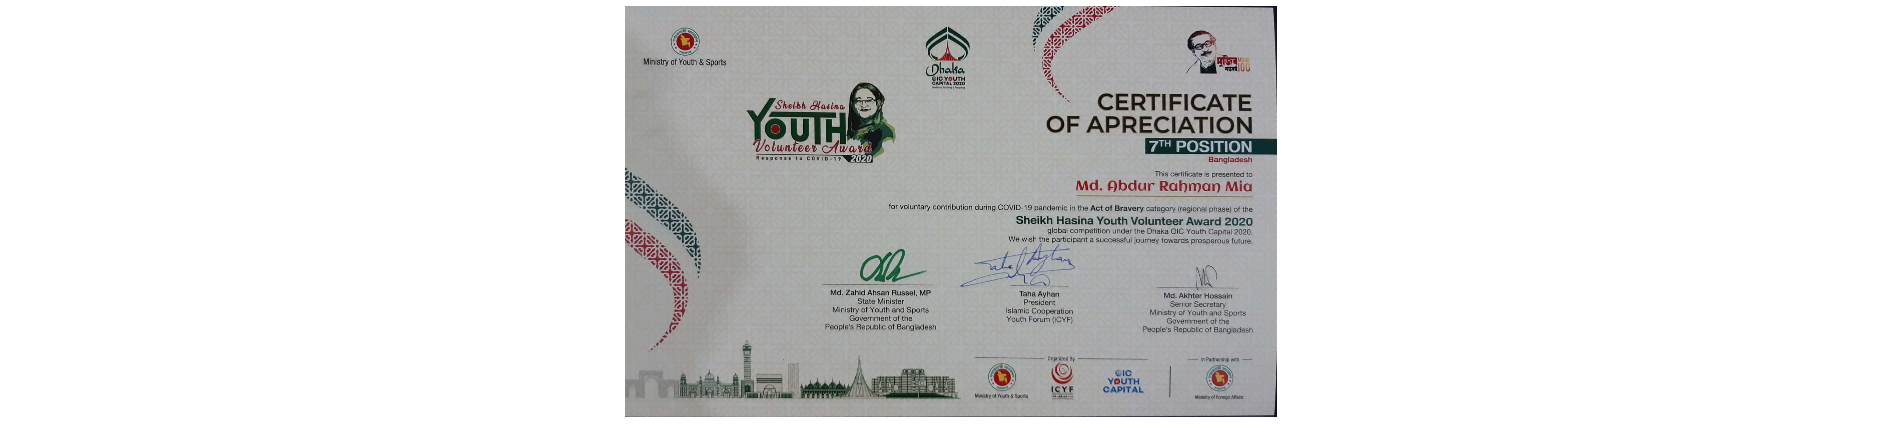 Ministry of Youth & Sports
Dhaka
OIC YOUTH
CAPITAL 2020
মুজিব
শতবর্ষ
100
Sheikh Hasina
YOUTH
Volunteer Award
Response to COVID-19 2020
CERTIFICATE
OF APRECIATION
7TH POSITION
Bangladesh
This certificate is presented to
Md. Abdur Rahman Mia
for voluntary contribution during COVID-19 pandemic in the Act of Bravery category (regional phrase) of the
Sheikh Hasina Youth Volunteer Award 2020
global competition under the Dhaka OIC Youth Capital 2020.
We wish the participant a successful journey towards prosperous future.
Md. Zahid Ahsan Russel, MP
State Minister
Ministry of Youth and Sports
Government of the
People's Republic of Bangladesh
Taha Ayhan
President
Islamic Cooperation
Youth Forum (ICYF)
Md. Akhter Hossain
Senior Secretary
Ministry of Youth and Sports
Government of the
People's Republic of Bangladesh
Organized By
Ministry of Youth & Sports
ICYF
OIC
YOUTH
CAPITAL
In Partnership with
Ministry of Foreign Affairs